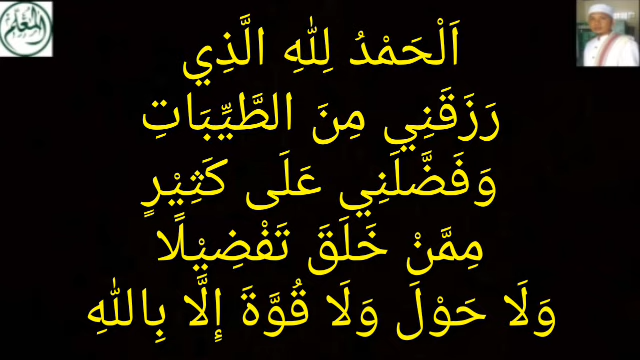 اَلْحَمْدُ لِلّٰهِ الَّذِي
رَزَقَنِي مِنَ الطَّيِّبَاتِ
وَفَضَّلَنِي عَلَى كَثِيْرٍ
مِمَّنْ خَلَقَ تَفْضِيْلًا
وَلَا حَوْلَ وَلَا قُوَّةَ إِلَّا بِاللّٰهِ